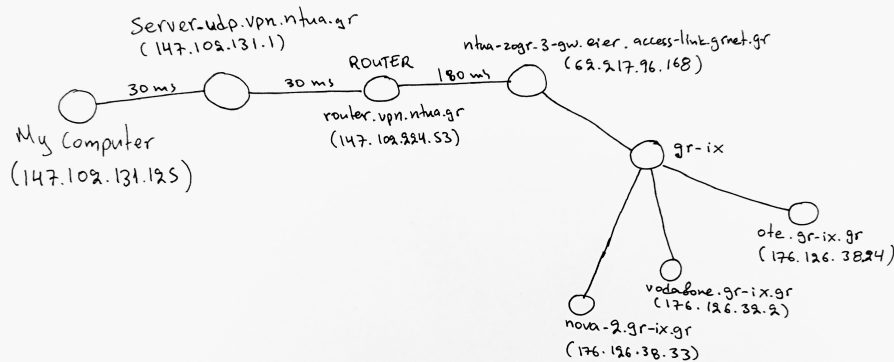 Server-udp.vpn.ntua.gr
(147.102.131.1)
30 ms
30 ms
ROUTER
180 ms
ntua-zogr-3-gw.eier.access-link.grnet.gr
(62.217.96.168)
router.vpn.ntua.gr
(147.102.224.53)
My Computer
(147.102.131.125)
gr-ix
ote.gr-ix.gr
(176.126.38.24)
vodafone.gr-ix.gr
(176.126.32.2)
nova-2.gr-ix.gr
(176.126.38.33)